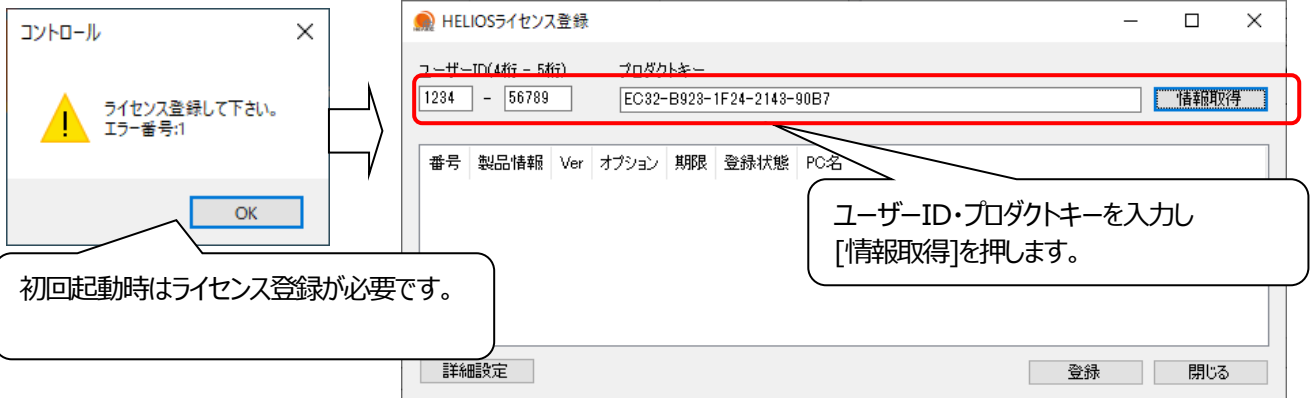 コントロール
ライセンス登録して下さい。
エラー番号:1
OK
初回起動時はライセンス登録が必要です。
HELIOSライセンス登録
ユーザーID(4桁 - 5桁) プロダクトキー
1234 - 56789 EC32-B923-1F24-2143-90B7 情報取得
番号 製品情報 Ver オプション 期限 登録状態 PC名
ユーザーID・プロダクトキーを入力し
[情報取得]を押します。
詳細設定 登録 閉じる